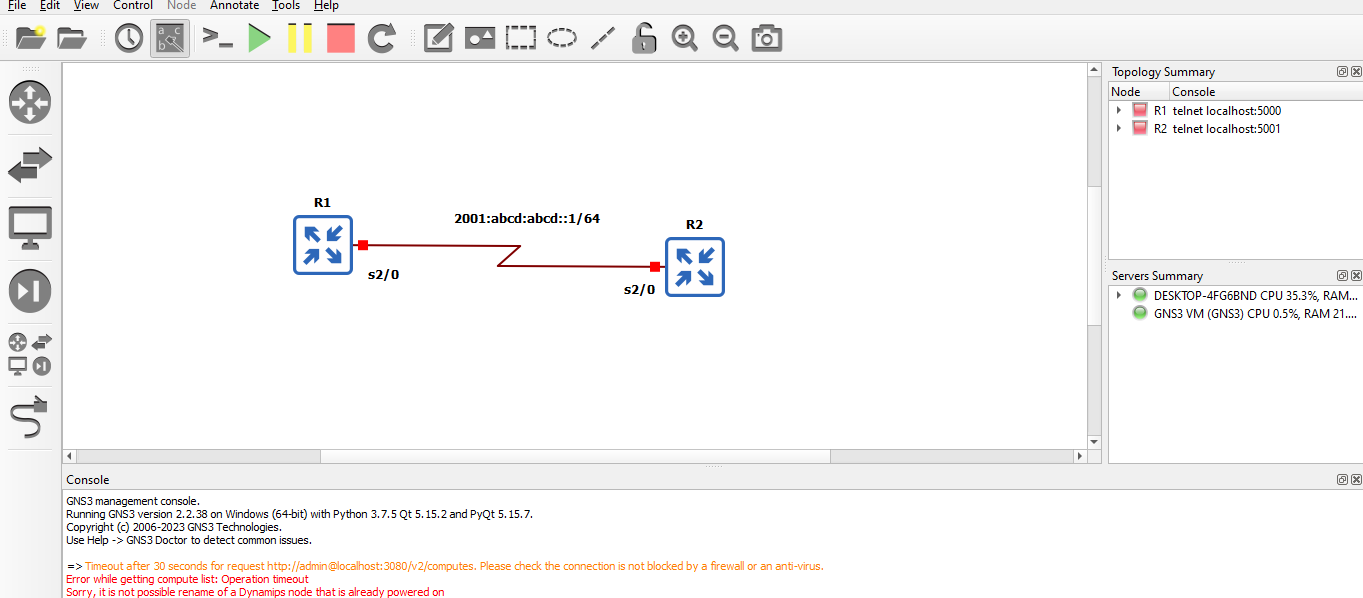 File Edit View Control Node Annotate Tools Help
Topology Summary
Node Console
R1 telnet localhost:5000
R2 telnet localhost:5001
R1
2001:abcd:abcd::1/64
R2
s2/0
s2/0
Servers Summary
DESKTOP-4FG6BND CPU 35.3%, RAM...
GNS3 VM (GNS3) CPU 0.5%, RAM 21....
Console
GNS3 management console.
Running GNS3 version 2.2.38 on Windows (64-bit) with Python 3.7.5 Qt 5.15.2 and PyQt 5.15.7.
Copyright (c) 2006-2023 GNS3 Technologies.
Use Help -> GNS3 Doctor to detect common issues.
=> Timeout after 30 seconds for request http://admin@localhost:3080/v2/computes. Please check the connection is not blocked by a firewall or an anti-virus.
Error while getting compute list: Operation timeout
Sorry, it is not possible rename of a Dynamips node that is already powered on